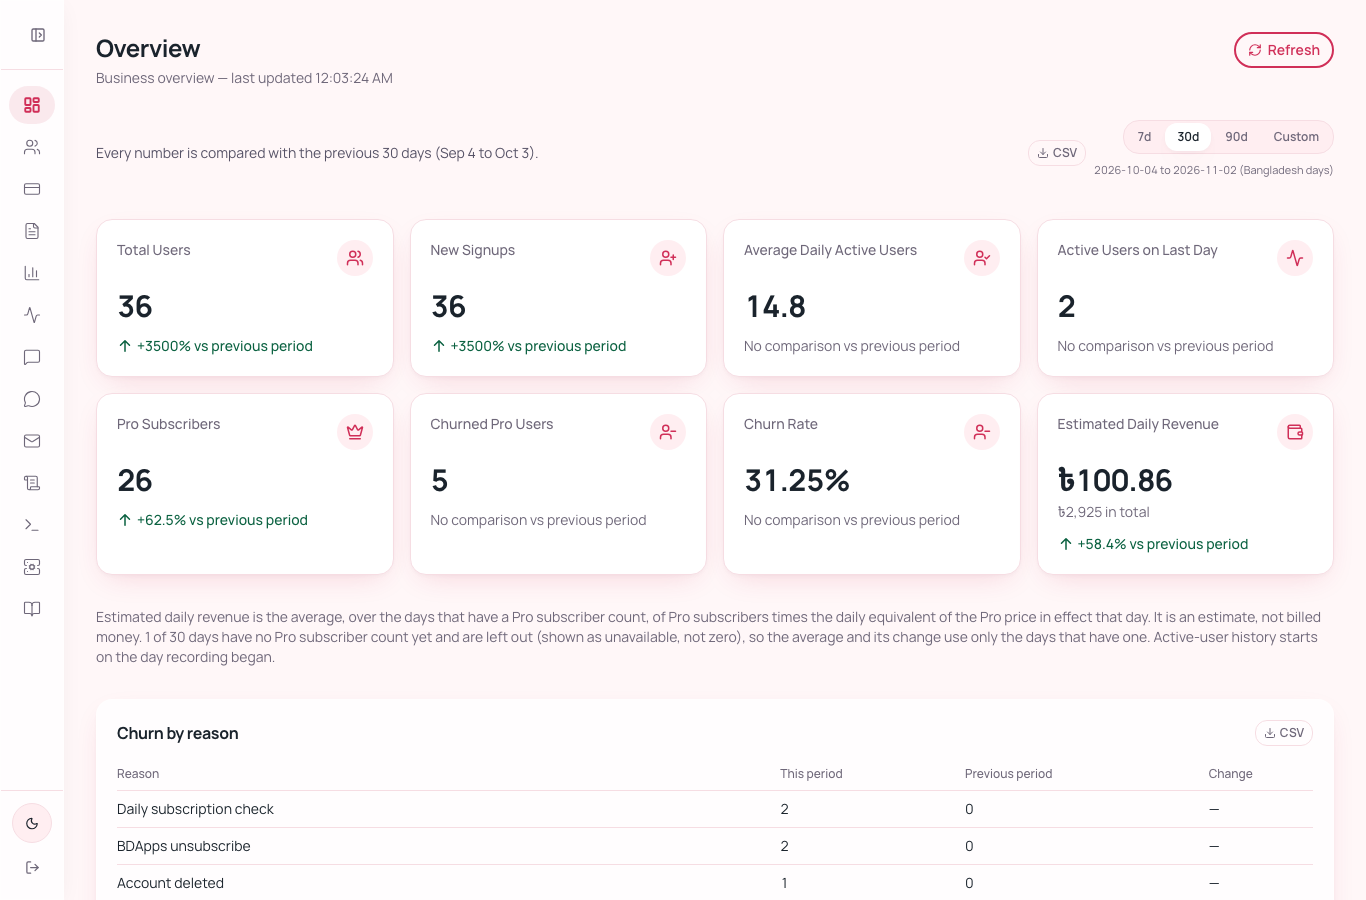 Overview
Refresh
Business overview — last updated 12:03:24 AM
7d 30d 90d Custom
Every number is compared with the previous 30 days (Sep 4 to Oct 3).
CSV
2026-10-04 to 2026-11-02 (Bangladesh days)
Total Users
36
+3500% vs previous period
New Signups
36
+3500% vs previous period
Average Daily Active Users
14.8
No comparison vs previous period
Active Users on Last Day
2
No comparison vs previous period
Pro Subscribers
26
+62.5% vs previous period
Churned Pro Users
5
No comparison vs previous period
Churn Rate
31.25%
No comparison vs previous period
Estimated Daily Revenue
৳100.86
৳2,925 in total
+58.4% vs previous period
Estimated daily revenue is the average, over the days that have a Pro subscriber count, of Pro subscribers times the daily equivalent of the Pro price in effect that day. It is an estimate, not billed
money. 1 of 30 days have no Pro subscriber count yet and are left out (shown as unavailable, not zero), so the average and its change use only the days that have one. Active-user history starts
on the day recording began.
Churn by reason
CSV
Reason This period Previous period Change
Daily subscription check 2 0 —
BDApps unsubscribe 2 0 —
Account deleted 1 0 —